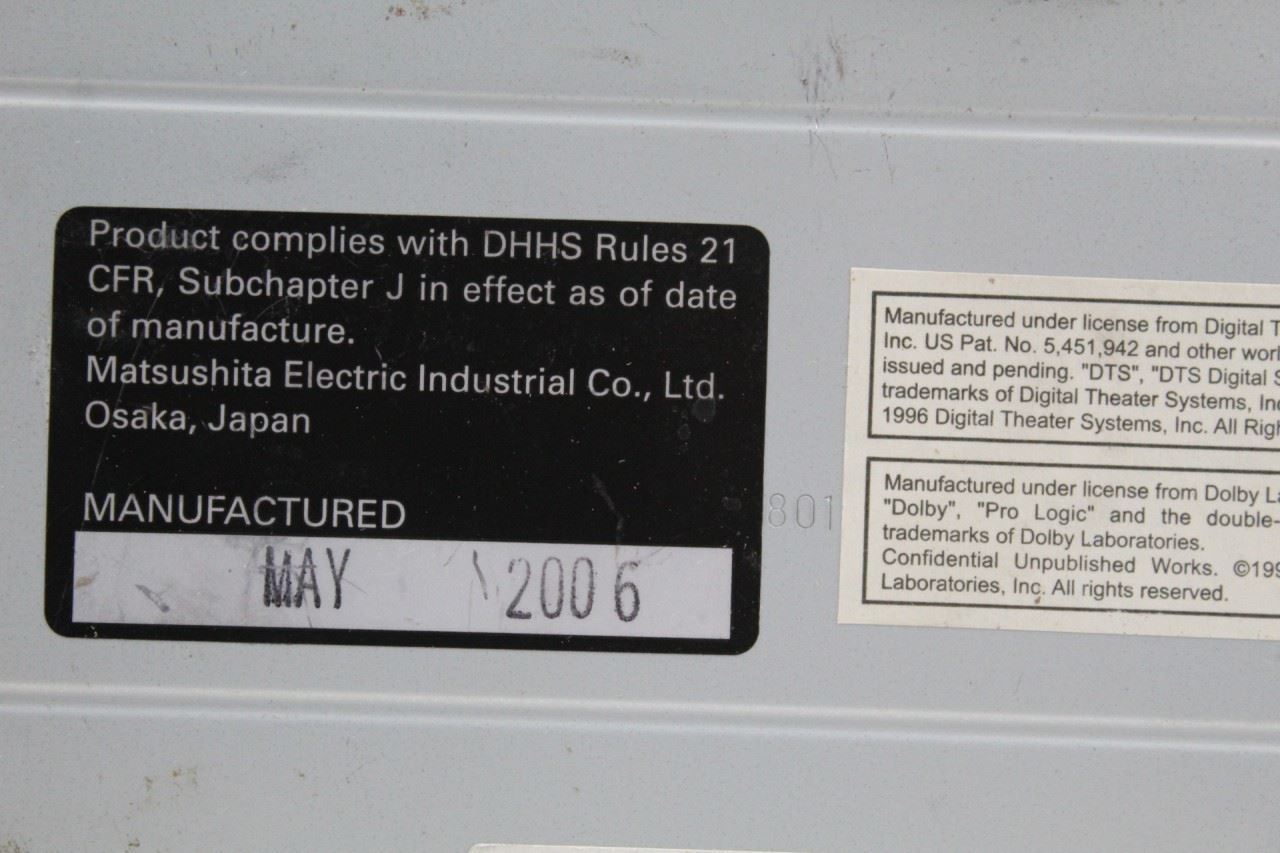 Product complies with DHHS Rules 21
CFR, Subchapter J in effect as of date
of manufacture.
Matsushita Electric Industrial Co., Ltd.
Osaka, Japan
MANUFACTURED
MAY 2006
801
Manufactured under license from Digital
Inc. US Pat. No. 5,451,942 and other
issued and pending. "DTS", "DTS Digital
trademarks of Digital Theater Systems,
1996 Digital Theater Systems, Inc. All
Manufactured under license from Dolby
"Dolby", "Pro Logic" and the double-
trademarks of Dolby Laboratories.
Confidential Unpublished Works.
Laboratories, Inc. All rights reserved.